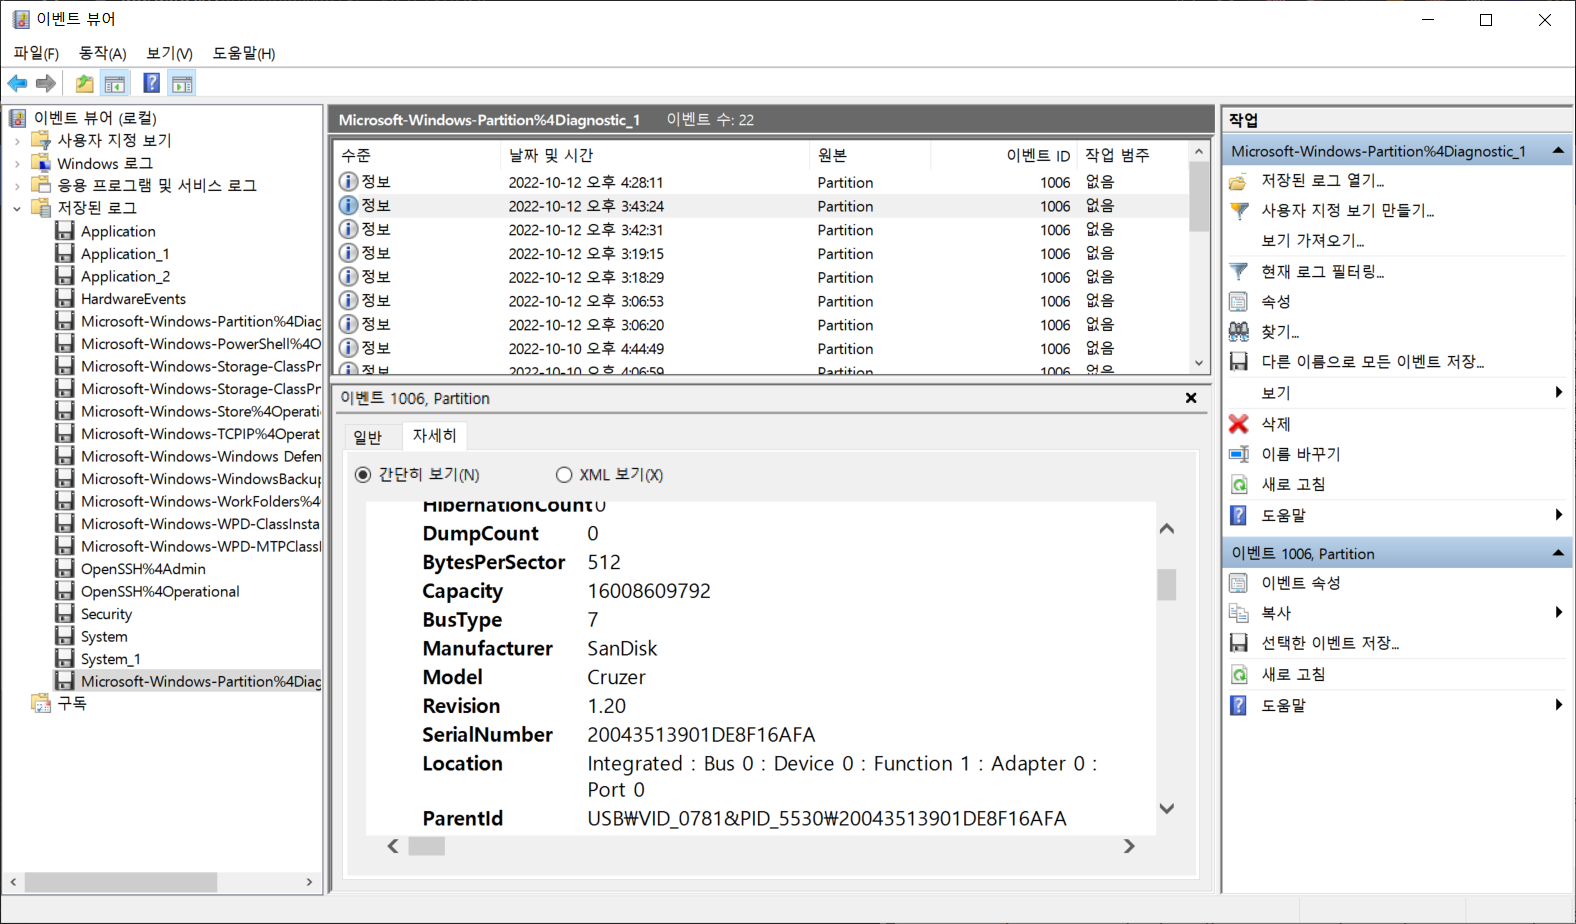 이벤트 뷰어
파일(F) 동작(A) 보기(V) 도움말(H)
이벤트 뷰어 (로컬)
사용자 지정 보기
Windows 로그
응용 프로그램 및 서비스 로그
저장된 로그
Application
Application_1
Application_2
HardwareEvents
Microsoft-Windows-Partition%4Diag
Microsoft-Windows-PowerShell%4O
Microsoft-Windows-Storage-ClassPr
Microsoft-Windows-Storage-ClassPr
Microsoft-Windows-Store%4Operati
Microsoft-Windows-TCPIP%4Operat
Microsoft-Windows-Windows Defen
Microsoft-Windows-WindowsBackup
Microsoft-Windows-WorkFolders%4
Microsoft-Windows-WPD-ClassInsta
Microsoft-Windows-WPD-MTPClassI
OpenSSH%4Admin
OpenSSH%4Operational
Security
System
System_1
Microsoft-Windows-Partition%4Diag
구독
Microsoft-Windows-Partition%4Diagnostic_1 이벤트 수: 22
수준 날짜 및 시간 원본 이벤트 ID 작업 범주
정보 2022-10-12 오후 4:28:11 Partition 1006 없음
정보 2022-10-12 오후 3:43:24 Partition 1006 없음
정보 2022-10-12 오후 3:42:31 Partition 1006 없음
정보 2022-10-12 오후 3:19:15 Partition 1006 없음
정보 2022-10-12 오후 3:18:29 Partition 1006 없음
정보 2022-10-12 오후 3:06:53 Partition 1006 없음
정보 2022-10-12 오후 3:06:20 Partition 1006 없음
정보 2022-10-10 오후 4:44:49 Partition 1006 없음
정보 2022-10-10 오후 4:06:59 Partition 1006 없음
이벤트 1006, Partition
일반 자세히
간단히 보기(N) XML 보기(X)
HibernationCount 0
DumpCount 0
BytesPerSector 512
Capacity 16008609792
BusType 7
Manufacturer SanDisk
Model Cruzer
Revision 1.20
SerialNumber 20043513901DE8F16AFA
Location Integrated : Bus 0 : Device 0 : Function 1 : Adapter 0 :
Port 0
ParentId USB₩VID_0781&PID_5530₩20043513901DE8F16AFA
작업
Microsoft-Windows-Partition%4Diagnostic_1
저장된 로그 열기...
사용자 지정 보기 만들기...
보기 가져오기...
현재 로그 필터링...
속성
찾기...
다른 이름으로 모든 이벤트 저장...
보기
삭제
이름 바꾸기
새로 고침
도움말
이벤트 1006, Partition
이벤트 속성
복사
선택한 이벤트 저장...
새로 고침
도움말